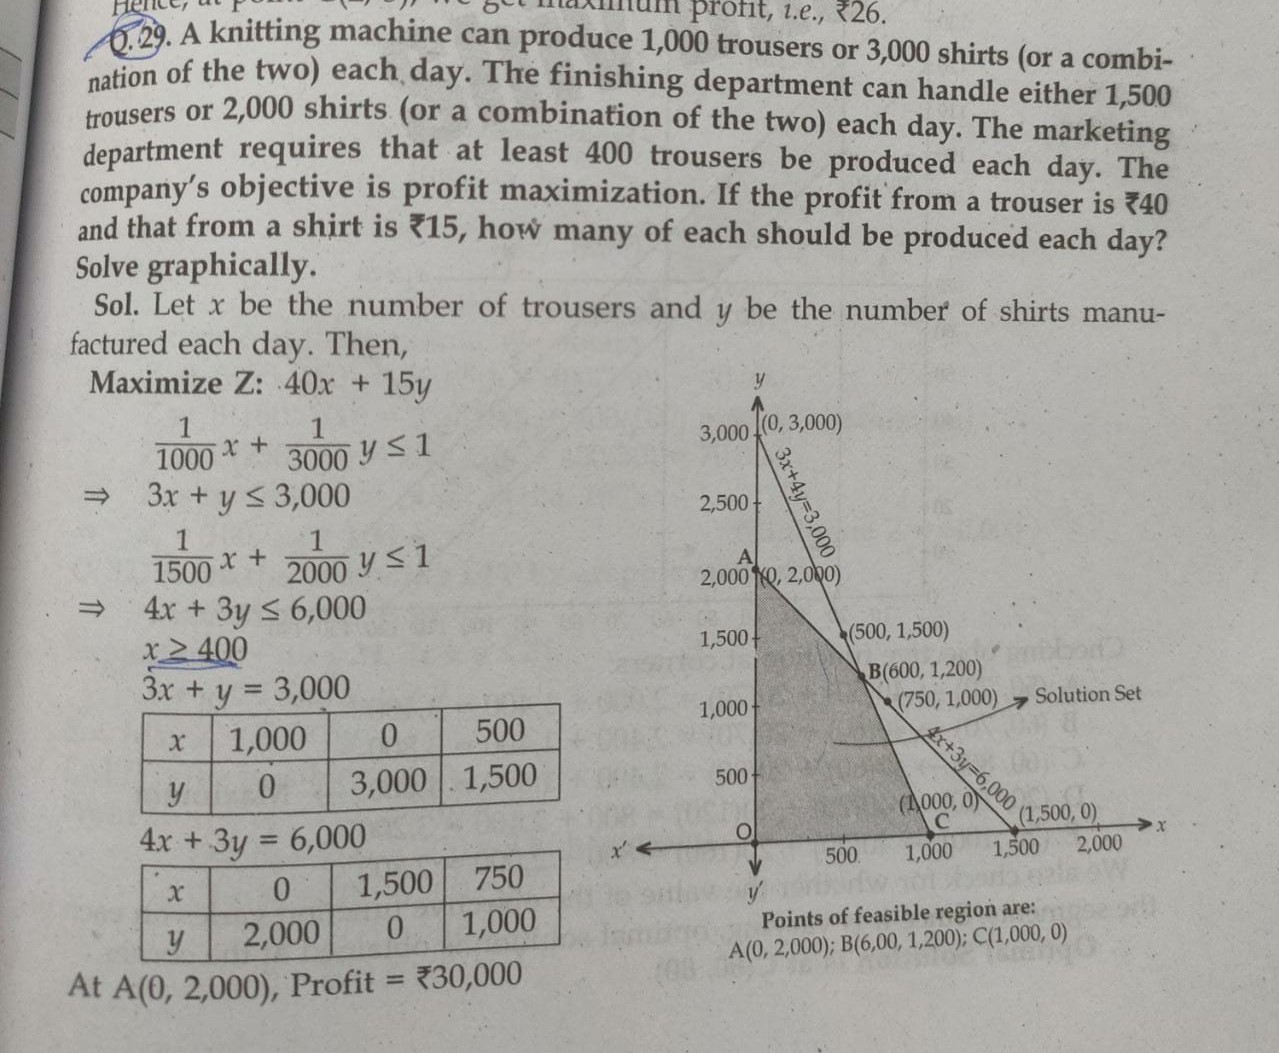 profit, i.e., ₹26.
Q. 29. A knitting machine can produce 1,000 trousers or 3,000 shirts (or a combi-
nation of the two) each day. The finishing department can handle either 1,500
trousers or 2,000 shirts (or a combination of the two) each day. The marketing
department requires that at least 400 trousers be produced each day. The
company's objective is profit maximization. If the profit from a trouser is ₹40
and that from a shirt is ₹15, how many of each should be produced each day?
Solve graphically.
Sol. Let x be the number of trousers and y be the number of shirts manu-
factured each day. Then,
Maximize Z: 40x + 15y
1/1000 x + 1/3000 y ≤ 1
⇒ 3x + y ≤ 3,000
1/1500 x + 1/2000 y ≤ 1
⇒ 4x + 3y ≤ 6,000
x ≥ 400
3x + y = 3,000
x 1,000 0 500
y 0 3,000 1,500
4x + 3y = 6,000
x 0 1,500 750
y 2,000 0 1,000
At A(0, 2,000), Profit = ₹30,000
y
3,000 (0, 3,000)
3x+4y=3,000
2,500
A
2,000 (0, 2,000)
1,500 (500, 1,500)
B(600, 1,200)
1,000 (750, 1,000) Solution Set
4x+3y=6,000
500
(1,000, 0) (1,500, 0)
O C x
x' 500 1,000 1,500 2,000
y'
Points of feasible region are:
A(0, 2,000); B(6,00, 1,200); C(1,000, 0)